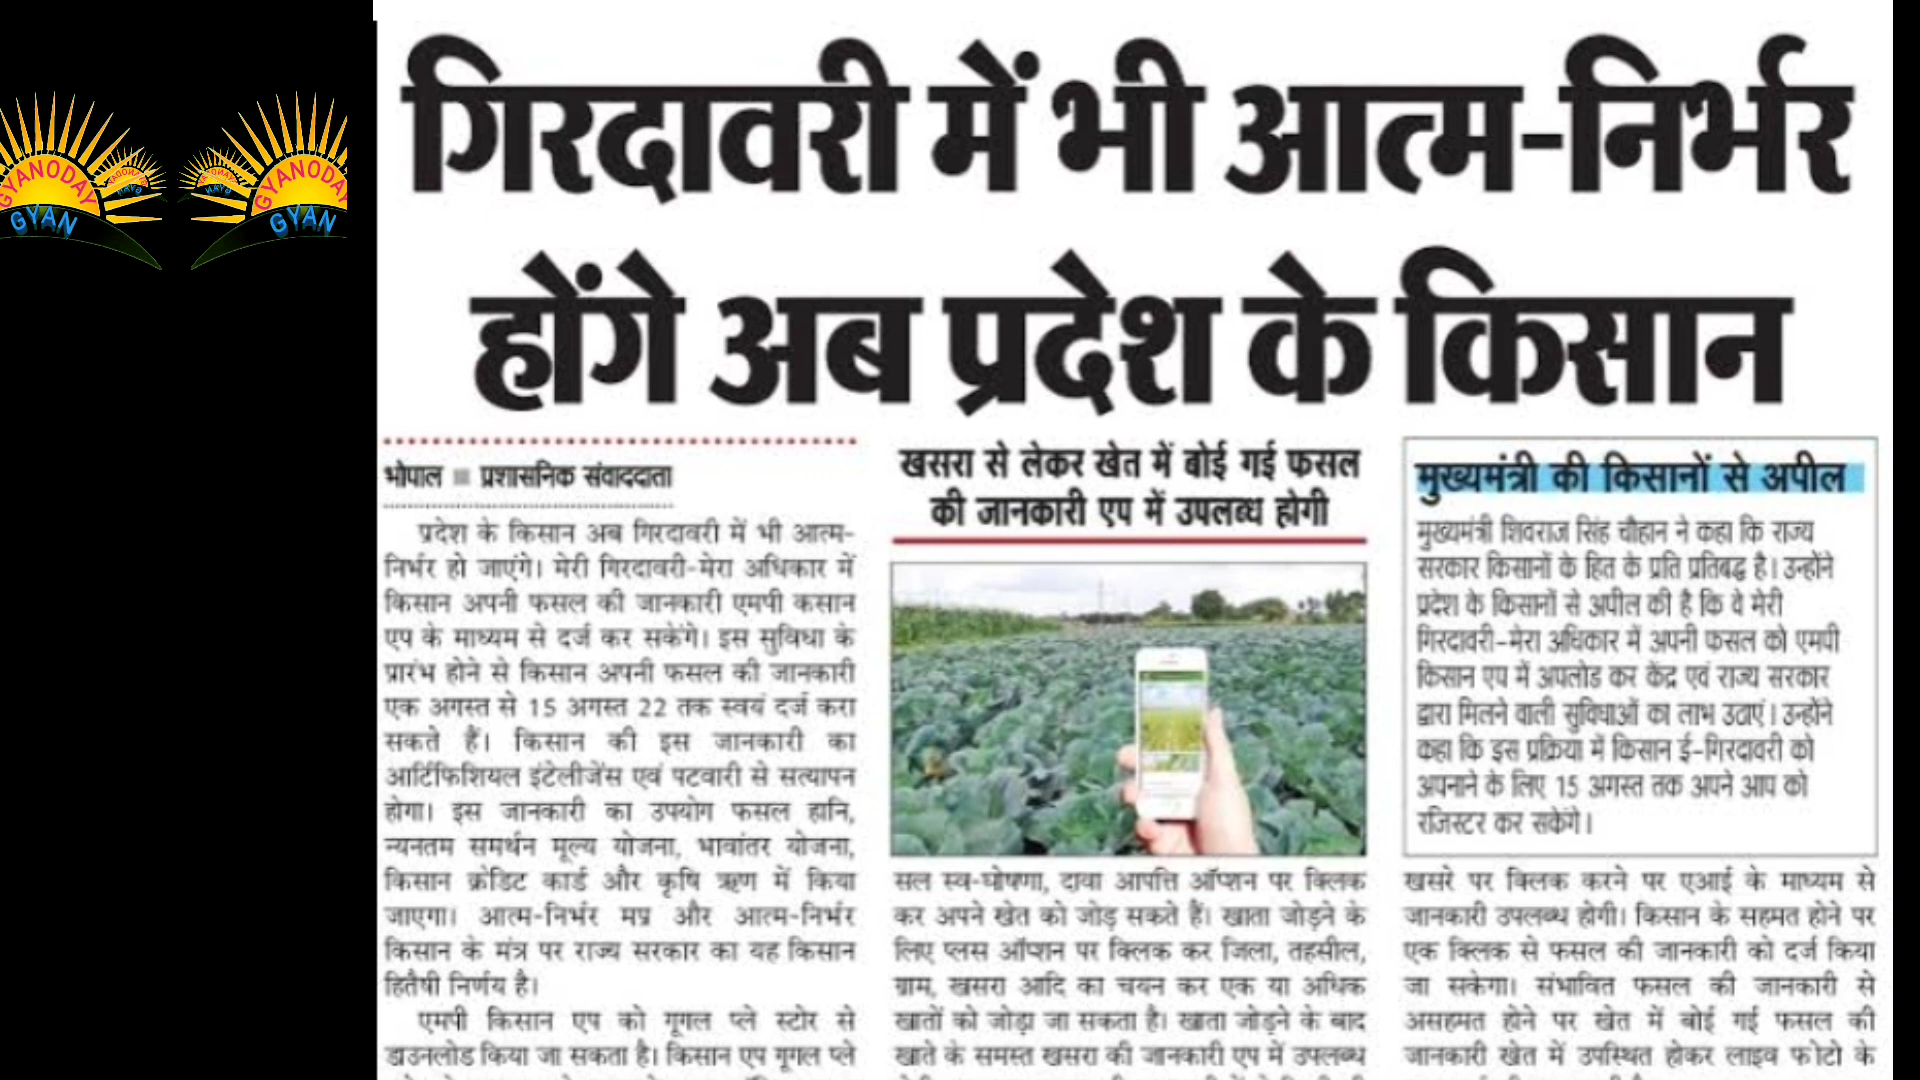 GYANODAY
GYAN
GYANODAY
GYAN
गिरदावरी में भी आत्म-निर्भर
होंगे अब प्रदेश के किसान
भोपाल ■ प्रशासनिक संवाददाता
प्रदेश के किसान अब गिरदावरी में भी आत्म-
निर्भर हो जाएंगे। मेरी गिरदावरी-मेरा अधिकार में
किसान अपनी फसल की जानकारी एमपी कसान
एप के माध्यम से दर्ज कर सकेंगे। इस सुविधा के
प्रारंभ होने से किसान अपनी फसल की जानकारी
एक अगस्त से 15 अगस्त 22 तक स्वयं दर्ज करा
सकते हैं। किसान की इस जानकारी का
आर्टिफिशियल इंटेलीजेंस एवं पटवारी से सत्यापन
होगा। इस जानकारी का उपयोग फसल हानि,
न्यनतम समर्थन मूल्य योजना, भावांतर योजना,
किसान क्रेडिट कार्ड और कृषि ऋण में किया
जाएगा। आत्म-निर्भर मप्र और आत्म-निर्भर
किसान के मंत्र पर राज्य सरकार का यह किसान
हितैषी निर्णय है।
एमपी किसान एप को गूगल प्ले स्टोर से
डाउनलोड किया जा सकता है। किसान एप गूगल प्ले
खसरा से लेकर खेत में बोई गई फसल
की जानकारी एप में उपलब्ध होगी
सल स्व-घोषणा, दावा आपत्ति ऑप्शन पर क्लिक
कर अपने खेत को जोड़ सकते हैं। खाता जोड़ने के
लिए प्लस ऑप्शन पर क्लिक कर जिला, तहसील,
ग्राम, खसरा आदि का चयन कर एक या अधिक
खातों को जोड़ा जा सकता है। खाता जोड़ने के बाद
खाते के समस्त खसरा की जानकारी एप में उपलब्ध
मुख्यमंत्री की किसानों से अपील
मुख्यमंत्री शिवराज सिंह चौहान ने कहा कि राज्य
सरकार किसानों के हित के प्रति प्रतिबद्ध है। उन्होंने
प्रदेश के किसानों से अपील की है कि वे मेरी
गिरदावरी-मेरा अधिकार में अपनी फसल को एमपी
किसान एप में अपलोड कर केंद्र एवं राज्य सरकार
द्वारा मिलने वाली सुविधाओं का लाभ उठाएं। उन्होंने
कहा कि इस प्रक्रिया में किसान ई-गिरदावरी को
अपनाने के लिए 15 अगस्त तक अपने आप को
रजिस्टर कर सकेंगे।
खसरे पर क्लिक करने पर एआई के माध्यम से
जानकारी उपलब्ध होगी। किसान के सहमत होने पर
एक क्लिक से फसल की जानकारी को दर्ज किया
जा सकेगा। संभावित फसल की जानकारी से
असहमत होने पर खेत में बोई गई फसल की
जानकारी खेत में उपस्थित होकर लाइव फोटो के